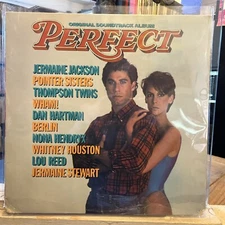 ORIGINAL SOUNDTRACK ALBUM
PERFECT
JERMAINE JACKSON
POINTER SISTERS
THOMPSON TWINS
WHAM!
DAN HARTMAN
BERLIN
NONA HENDRYX
WHITNEY HOUSTON
LOU REED
JERMAINE STEWART